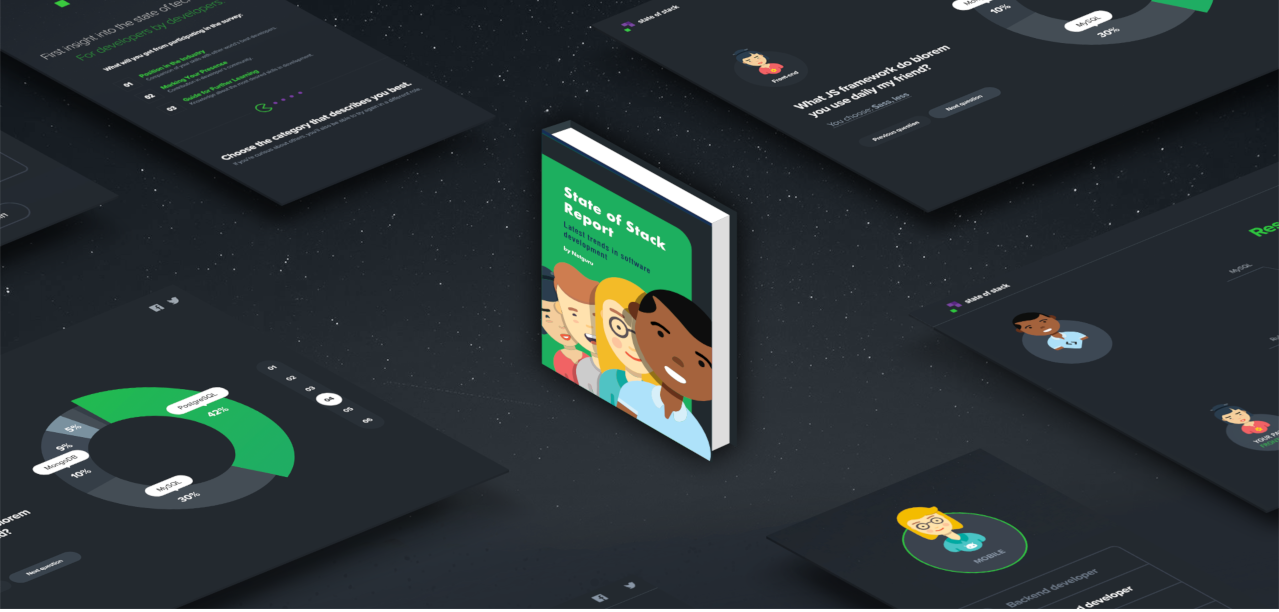 First insight into the state of tec
For developers by developers.
What will you get from participating in the survey:
01 Position in the Industry
02 Marking Your Presence
03 Guide for Further Learning
Choose the category that describes you best.
state of stack
10%
MySQL
30%
Front-end
What JS framework do blorem
you use daily my friend?
You choose: Sass, less
Previous question
Next question
State of Stack
Report
Latest trends in software
development
by Netguru
Res
MySQL
state of stack
01
02
03
04
05
06
PostgreSQL
42%
5%
9%
MongoDB
10%
MySQL
30%
blorem
d?
Next question
MOBILE
Backend developer
developer